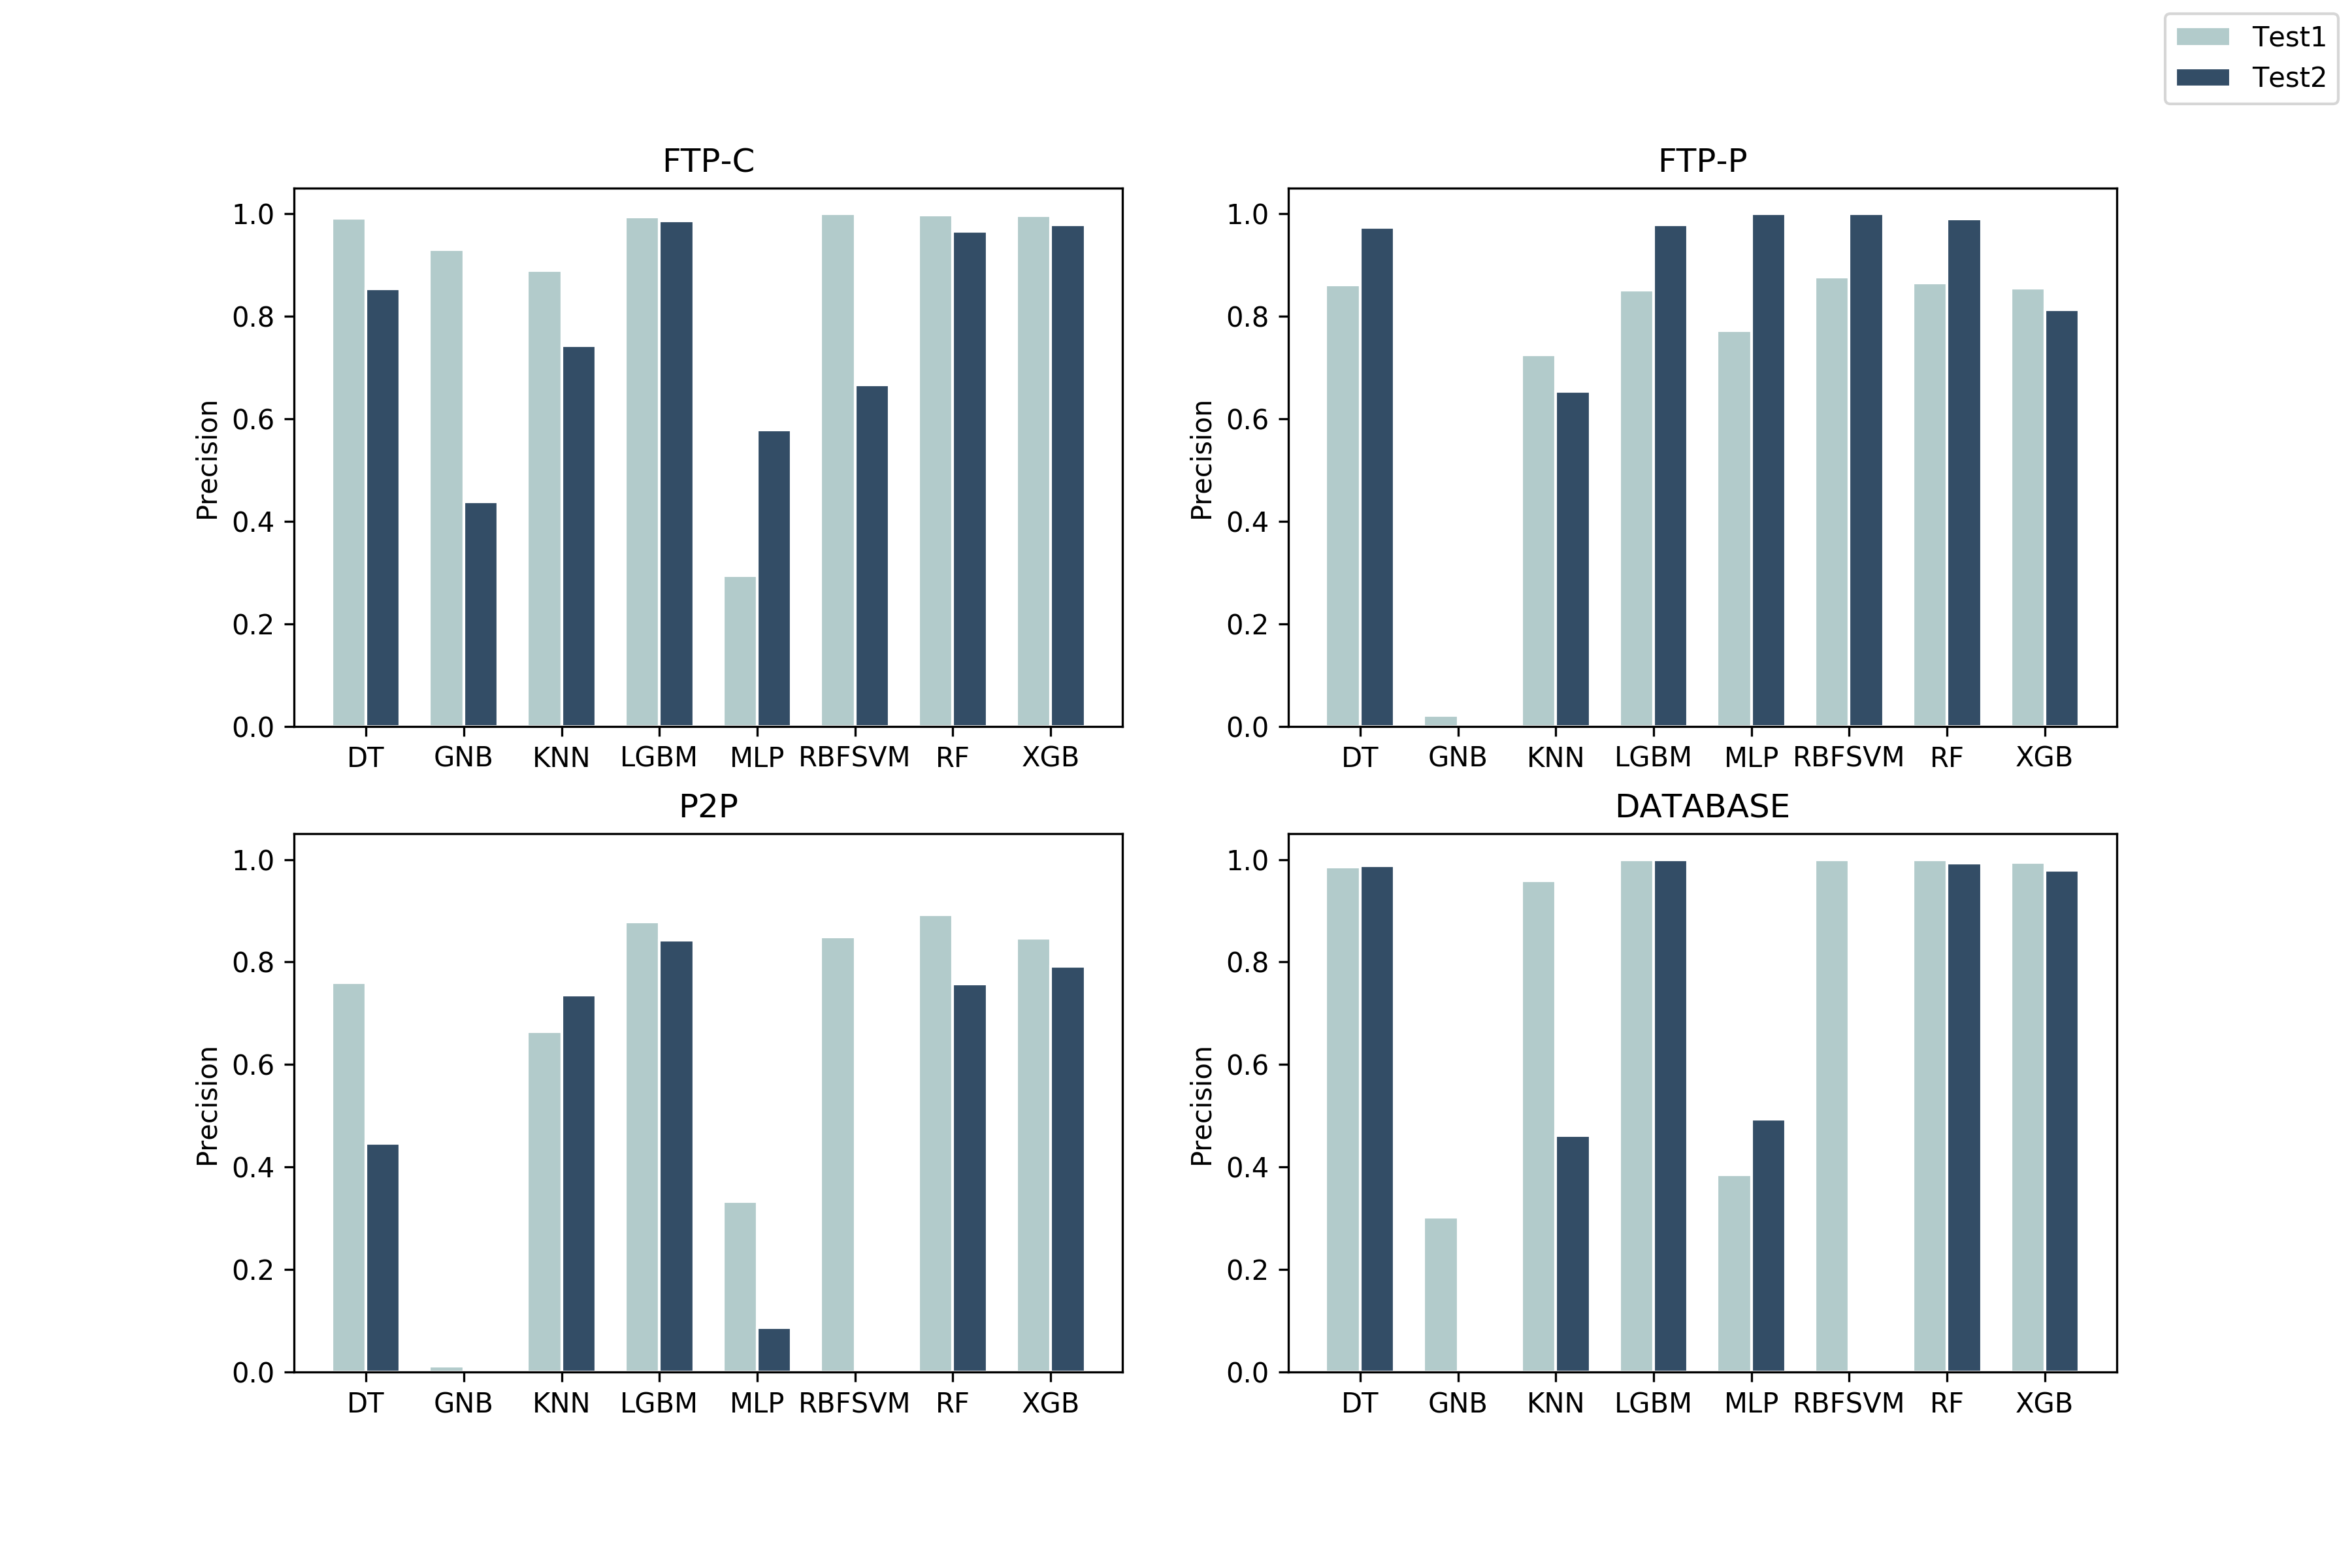 Test1
Test2
FTP-C
1.0
0.8
0.6
0.4
0.2
0.0
Precision
DT GNB KNN LGBM MLP RBFSVM RF XGB
FTP-P
1.0
0.8
0.6
0.4
0.2
0.0
Precision
DT GNB KNN LGBM MLP RBFSVM RF XGB
P2P
1.0
0.8
0.6
0.4
0.2
0.0
Precision
DT GNB KNN LGBM MLP RBFSVM RF XGB
DATABASE
1.0
0.8
0.6
0.4
0.2
0.0
Precision
DT GNB KNN LGBM MLP RBFSVM RF XGB